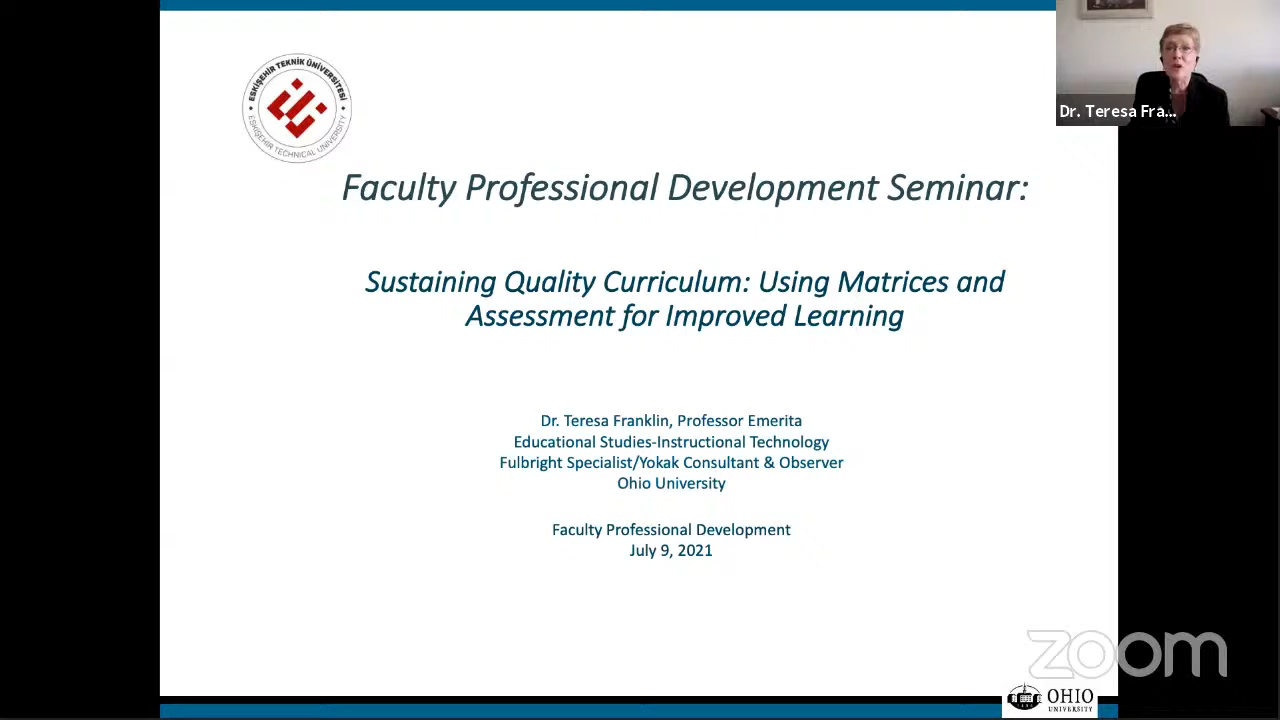 ESKİŞEHİR TEKNİK ÜNİVERSİTESİ
ESKİŞEHİR TECHNICAL UNIVERSITY
Dr. Teresa Fra...
Faculty Professional Development Seminar:
Sustaining Quality Curriculum: Using Matrices and
Assessment for Improved Learning
Dr. Teresa Franklin, Professor Emerita
Educational Studies-Instructional Technology
Fulbright Specialist/Yokak Consultant & Observer
Ohio University
Faculty Professional Development
July 9, 2021
zoom
OHIO
UNIVERSITY